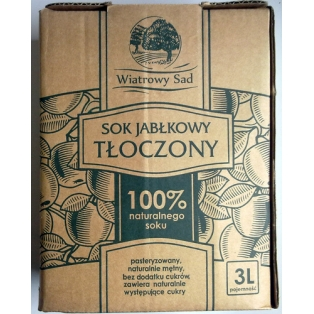 Wiatrowy Sad
SOK JABŁKOWY
TŁOCZONY
100%
naturalnego
soku
pasteryzowany,
naturalnie mętny,
bez dodatku cukrów,
zawiera naturalnie
występujące cukry
3L
pojemność